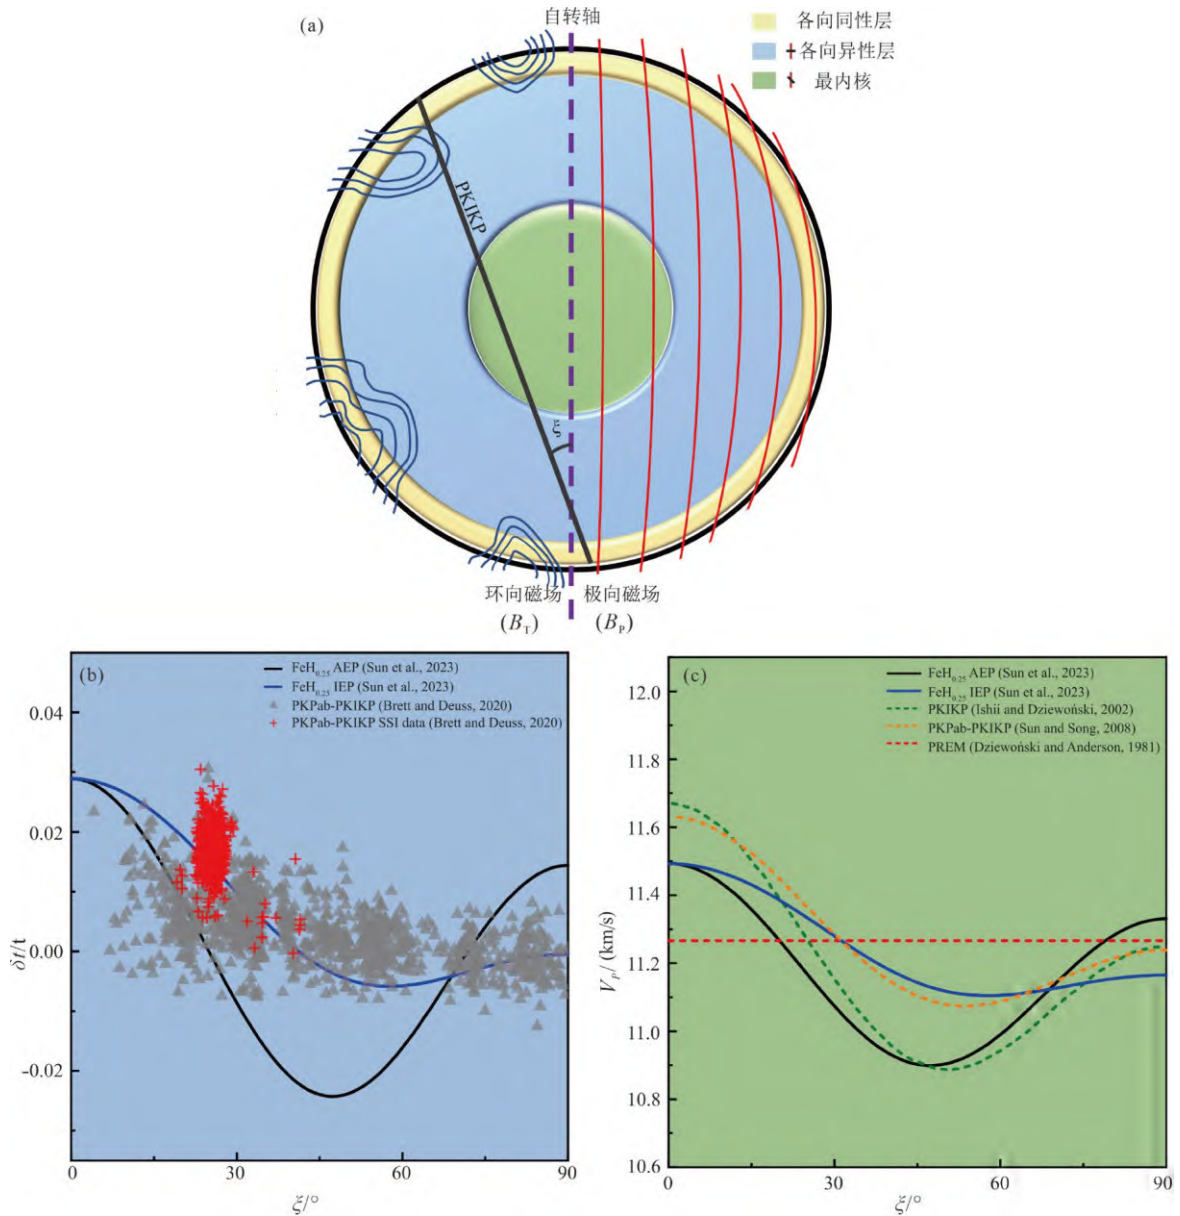 (a)
自转轴
各向同性层
各向异性层
最内核
PKIKP
ξ
环向磁场
(B_T)
极向磁场
(B_P)
(b)
FeH_0.25 AEP (Sun et al., 2023)
FeH_0.25 IEP (Sun et al., 2023)
PKPab-PKIKP (Brett and Deuss, 2020)
PKPab-PKIKP SSI data (Brett and Deuss, 2020)
0.04
0.02
0.00
-0.02
δt/t
0
30
60
90
ξ/°
(c)
FeH_0.25 AEP (Sun et al., 2023)
FeH_0.25 IEP (Sun et al., 2023)
PKIKP (Ishii and Dziewoński, 2002)
PKPab-PKIKP (Sun and Song, 2008)
PREM (Dziewoński and Anderson, 1981)
12.0
11.8
11.6
11.4
11.2
11.0
10.8
10.6
V_P/ (km/s)
0
30
60
90
ξ/°